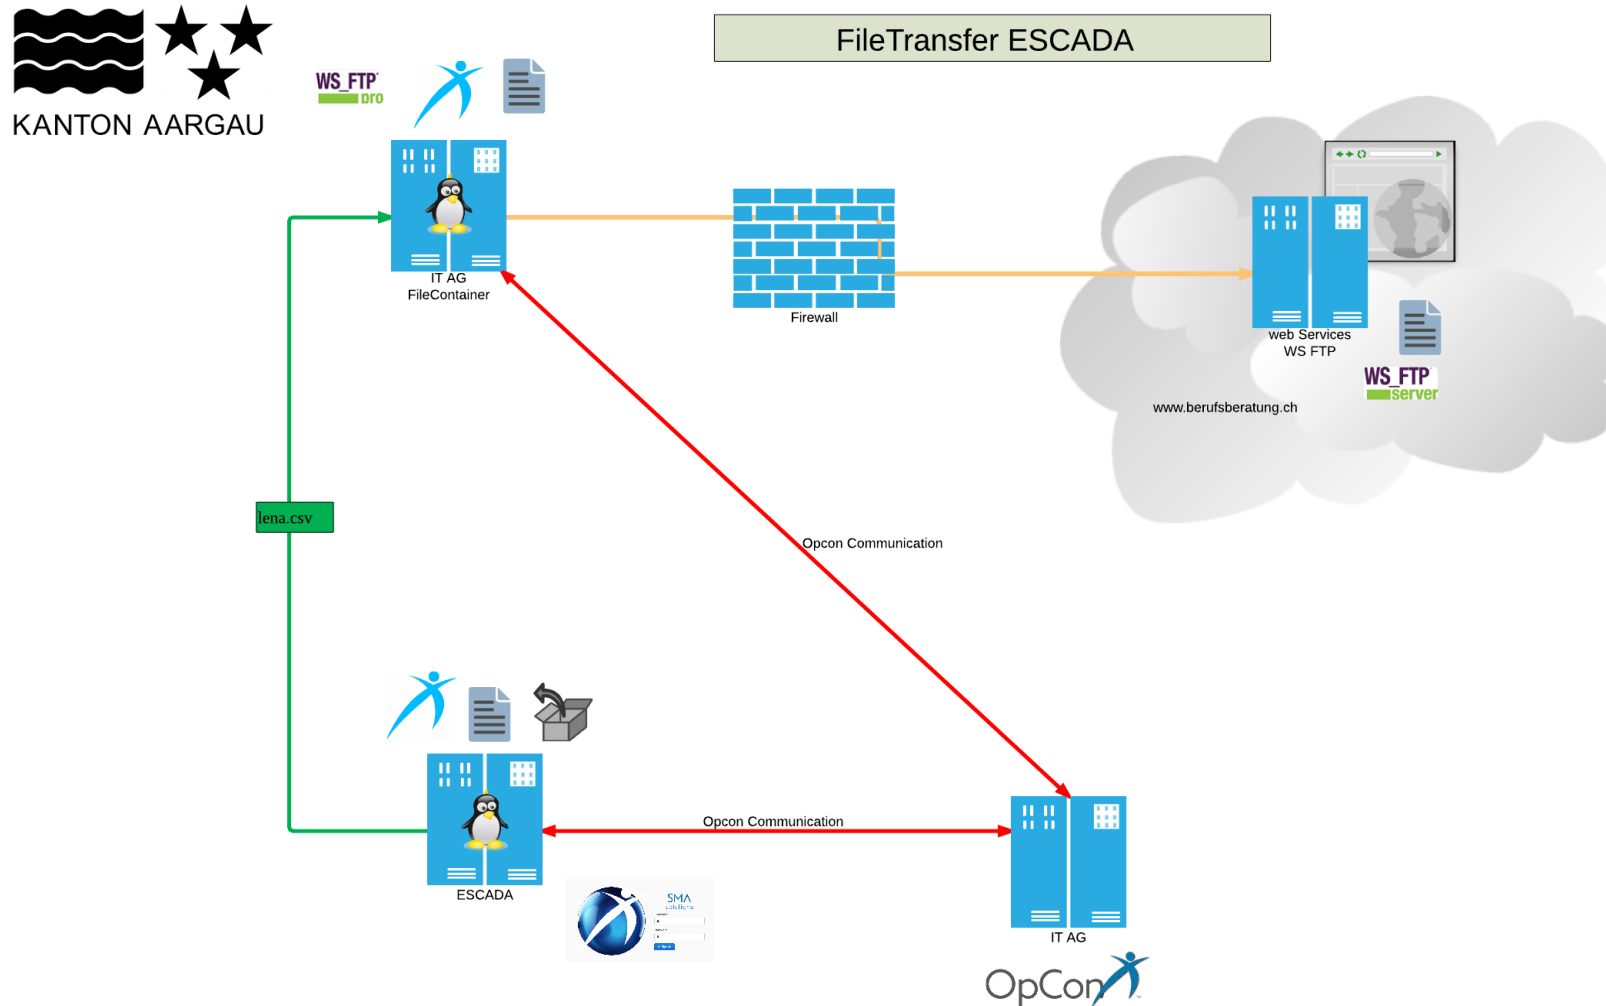 FileTransfer ESCADA
KANTON AARGAU
WS_FTP
pro
IT AG
FileContainer
Firewall
web Services
WS FTP
WS_FTP
server
www.berufsberatung.ch
lena.csv
Opcon Communication
Opcon Communication
ESCADA
SMA
solutions
IT AG
OpCon